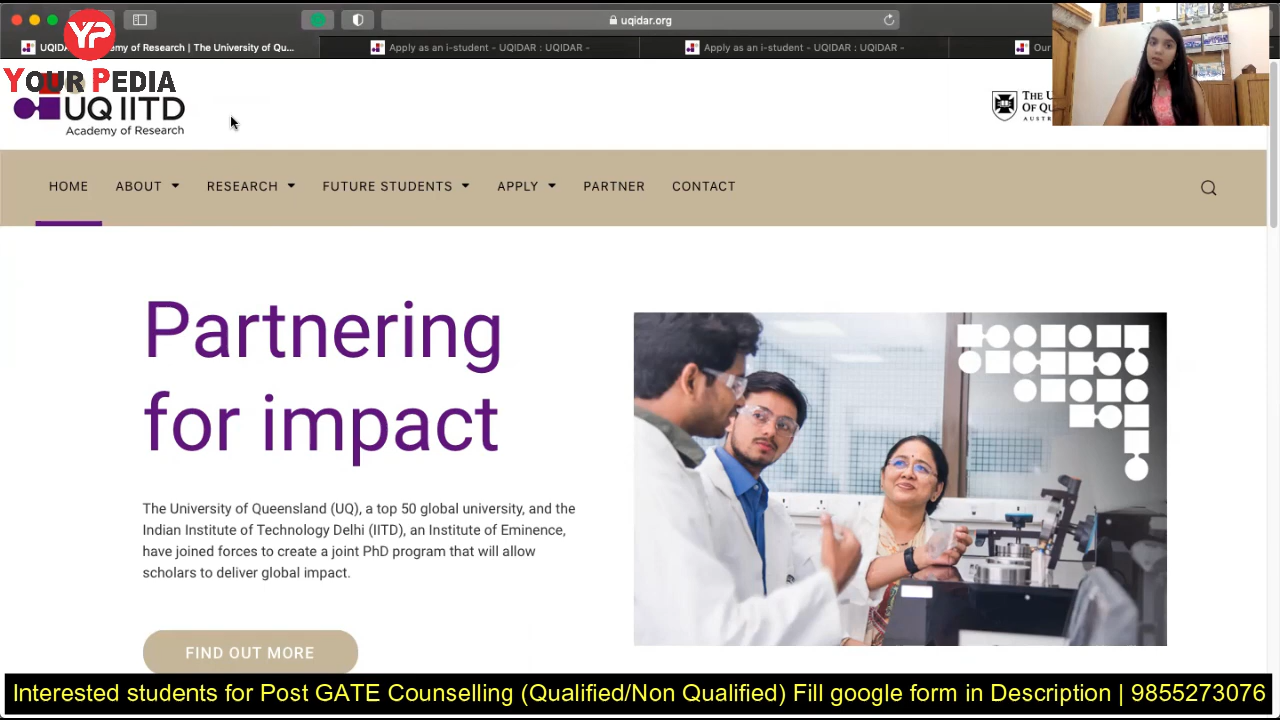 uqidar.org
Academy of Research | The University of Qu...
Apply as an i-student - UQIDAR : UQIDAR -
Apply as an i-student - UQIDAR : UQIDAR -
Our
YP
YOUR PEDIA
UQ IITD
Academy of Research
HOME ABOUT RESEARCH FUTURE STUDENTS APPLY PARTNER CONTACT
Partnering
for impact
The University of Queensland (UQ), a top 50 global university, and the
Indian Institute of Technology Delhi (IITD), an Institute of Eminence,
have joined forces to create a joint PhD program that will allow
scholars to deliver global impact.
FIND OUT MORE
Interested students for Post GATE Counselling (Qualified/Non Qualified) Fill google form in Description | 9855273076